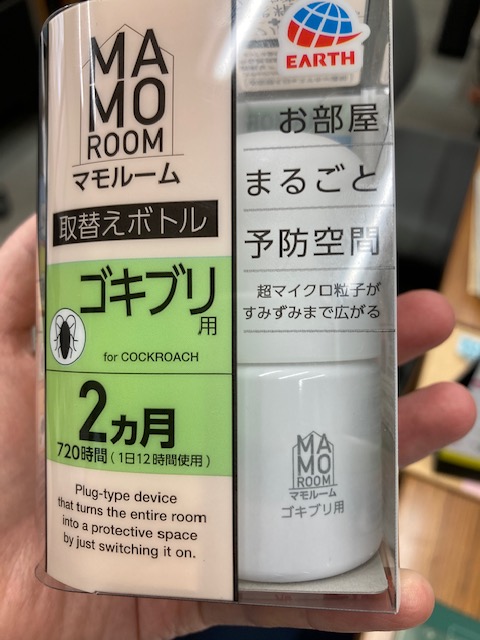 MA
MO
ROOM
マモルーム
取替えボトル
ゴキブリ
用
for COCKROACH
2ヵ月
720時間(1日12時間使用)
Plug-type device
that turns the entire room
into a protective space
by just switching it on.
EARTH
お部屋
まるごと
予防空間
超マイクロ粒子が
すみずみまで広がる
MA
MO
ROOM
マモルーム
ゴキブリ用